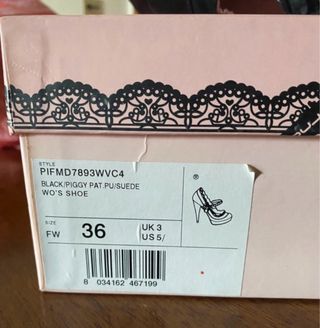 STYLE
PIFMD7893WVC4
BLACK/PIGGY PAT.PU/SUEDE
WO'S SHOE
®
SIZE
FW 36 UK 3
US 5/
8 034162 467199